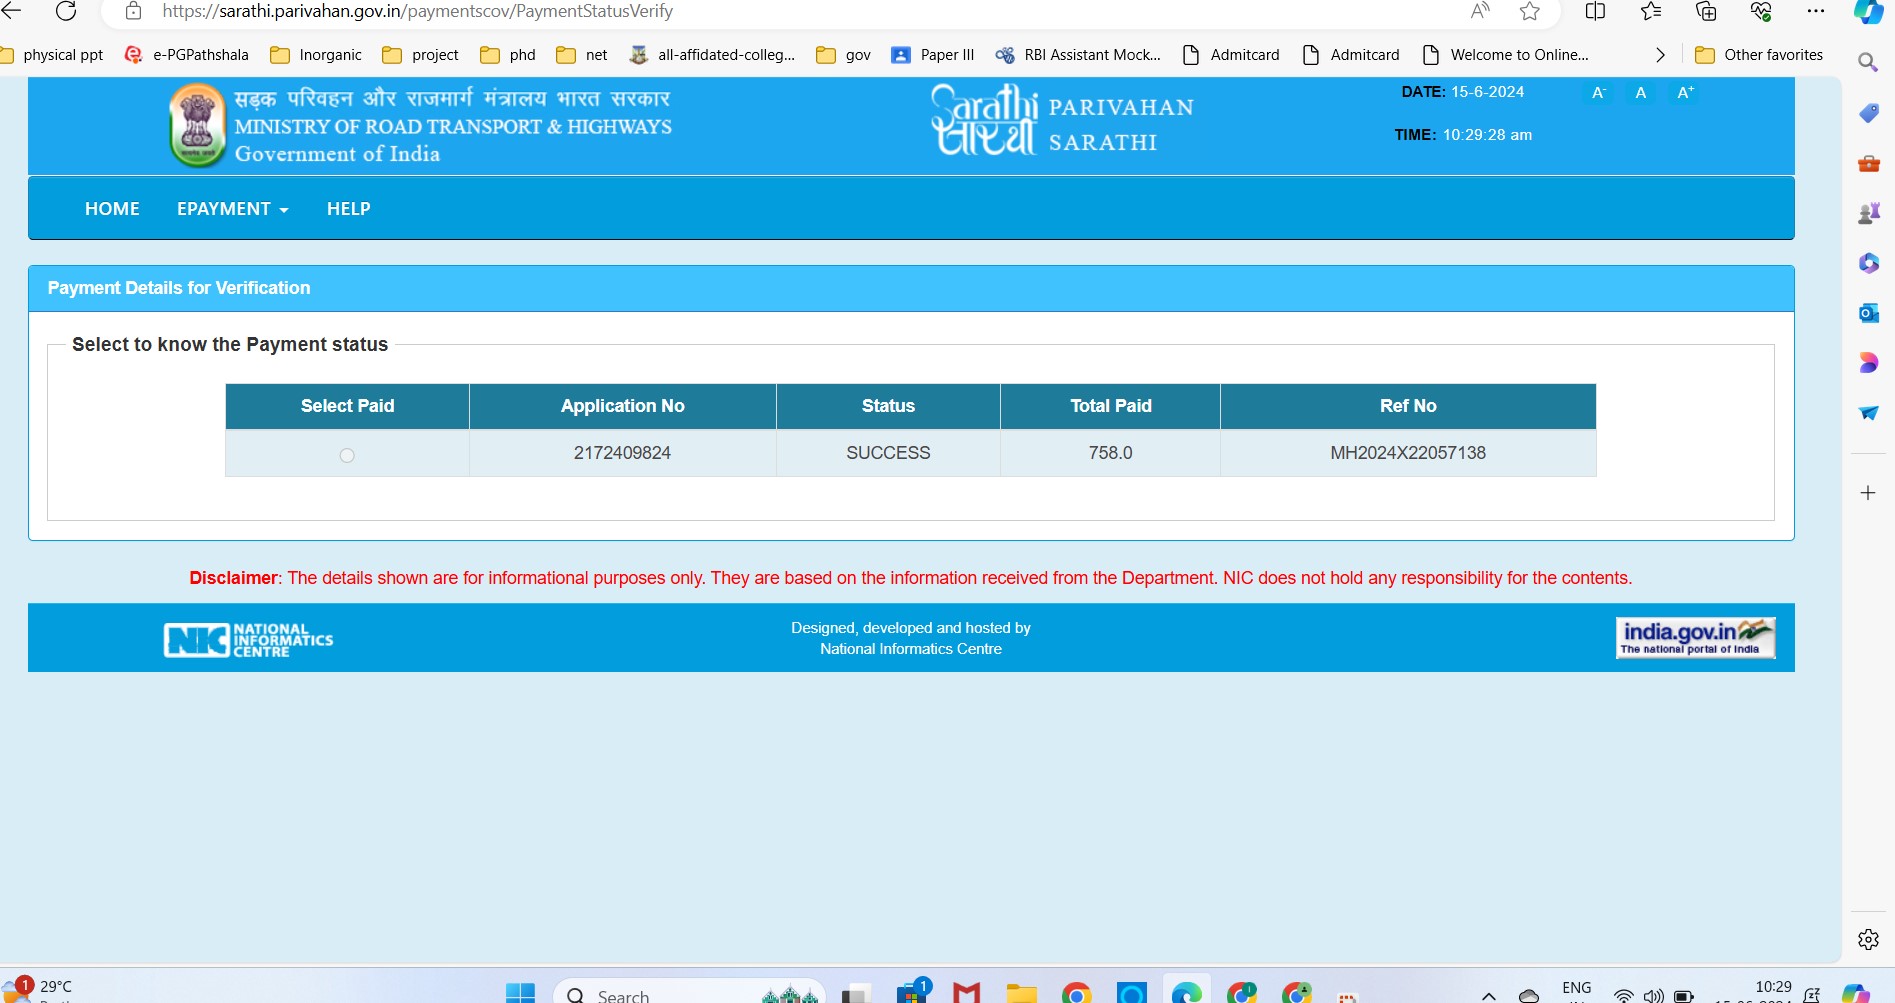 https://sarathi.parivahan.gov.in/paymentscov/PaymentStatusVerify
physical ppt e-PGPathshala Inorganic project phd net all-affidated-colleg... gov Paper III RBI Assistant Mock... Admitcard Admitcard Welcome to Online... Other favorites
सड़क परिवहन और राजमार्ग मंत्रालय भारत सरकार
MINISTRY OF ROAD TRANSPORT & HIGHWAYS
Government of India
Sarathi
सारथी
PARIVAHAN
SARATHI
DATE: 15-6-2024
A- A A+
TIME: 10:29:28 am
HOME EPAYMENT HELP
Payment Details for Verification
Select to know the Payment status
Select Paid Application No Status Total Paid Ref No
2172409824 SUCCESS 758.0 MH2024X22057138
Disclaimer: The details shown are for informational purposes only. They are based on the information received from the Department. NIC does not hold any responsibility for the contents.
NIC NATIONAL
INFORMATICS
CENTRE
Designed, developed and hosted by
National Informatics Centre
india.gov.in
The national portal of India
1
29°C
Search
1
ENG
10:29